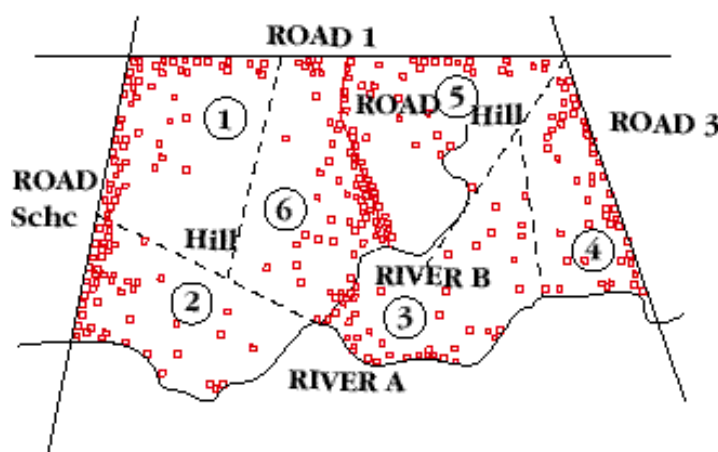 ROAD 1
ROAD
5
Hill
1
ROAD 3
ROAD
Schc
6
Hill
4
RIVER B
2
3
RIVER A